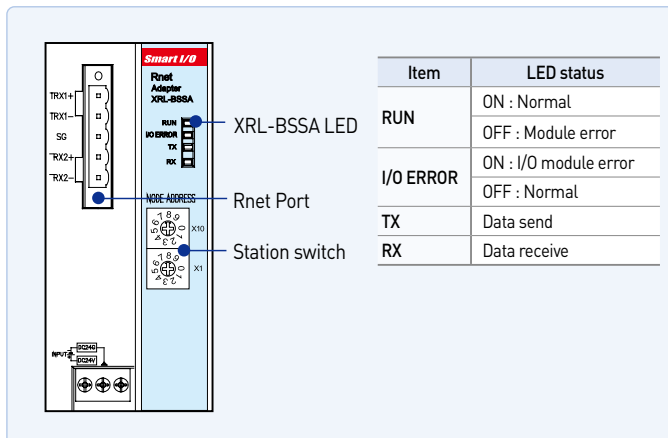 Smart I/O
Rnet
Adapter
XRL-BSSA
RUN
I/O ERROR
TX
RX
TRX1+
TRX1-
SG
TRX2+
TRX2-
NODE ADDRESS
X10
X1
INPUT
DC24G
DC24V
XRL-BSSA LED
Rnet Port
Station switch
Item LED status
RUN ON : Normal
OFF : Module error
I/O ERROR ON : I/O module error
OFF : Normal
TX Data send
RX Data receive